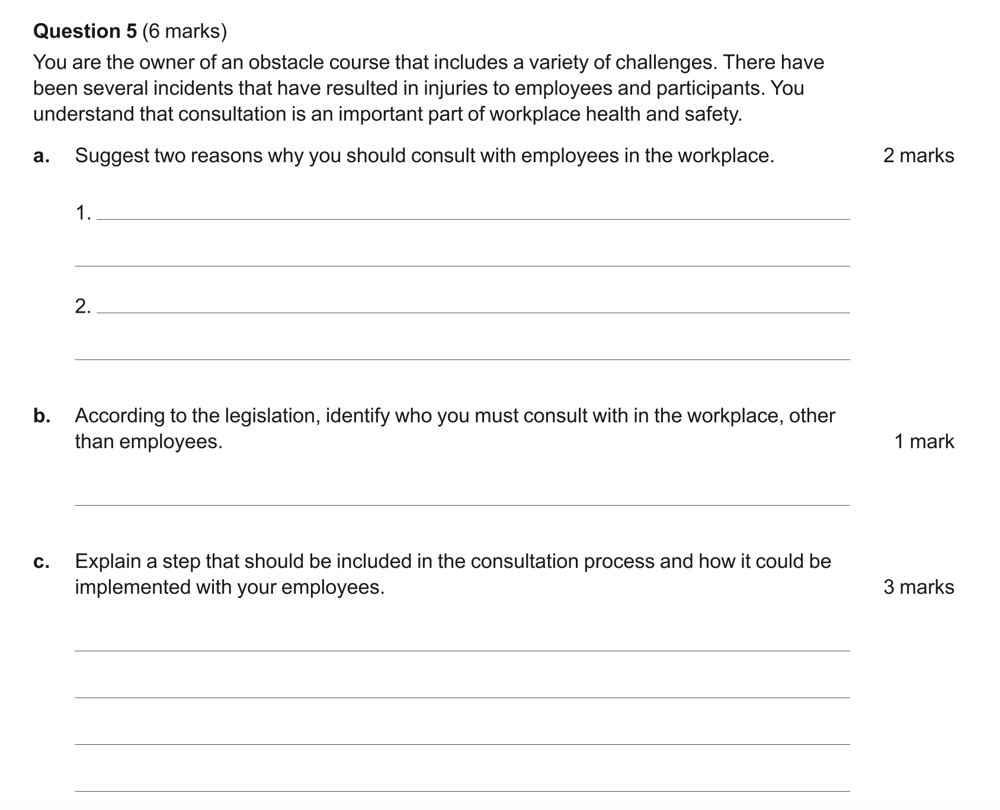 Question 5 (6 marks)
You are the owner of an obstacle course that includes a variety of challenges. There have
been several incidents that have resulted in injuries to employees and participants. You
understand that consultation is an important part of workplace health and safety.
a. Suggest two reasons why you should consult with employees in the workplace. 2 marks
1.
2.
b. According to the legislation, identify who you must consult with in the workplace, other
than employees. 1 mark
c. Explain a step that should be included in the consultation process and how it could be
implemented with your employees. 3 marks